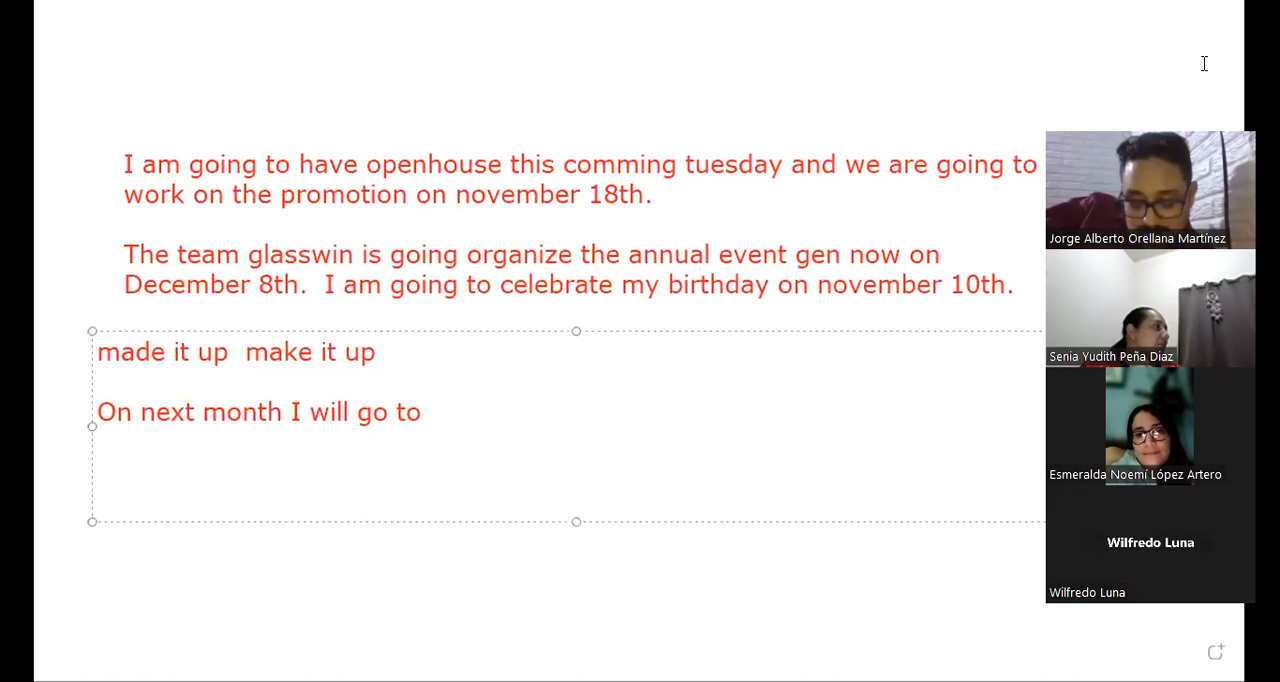 I am going to have openhouse this comming tuesday and we are going to
work on the promotion on november 18th.
The team glasswin is going organize the annual event gen now on
December 8th.  I am going to celebrate my birthday on november 10th.
made it up  make it up
On next month I will go to
Jorge Alberto Orellana Martínez
Senia Yudith Peña Diaz
Esmeralda Noemí López Artero
Wilfredo Luna
Wilfredo Luna